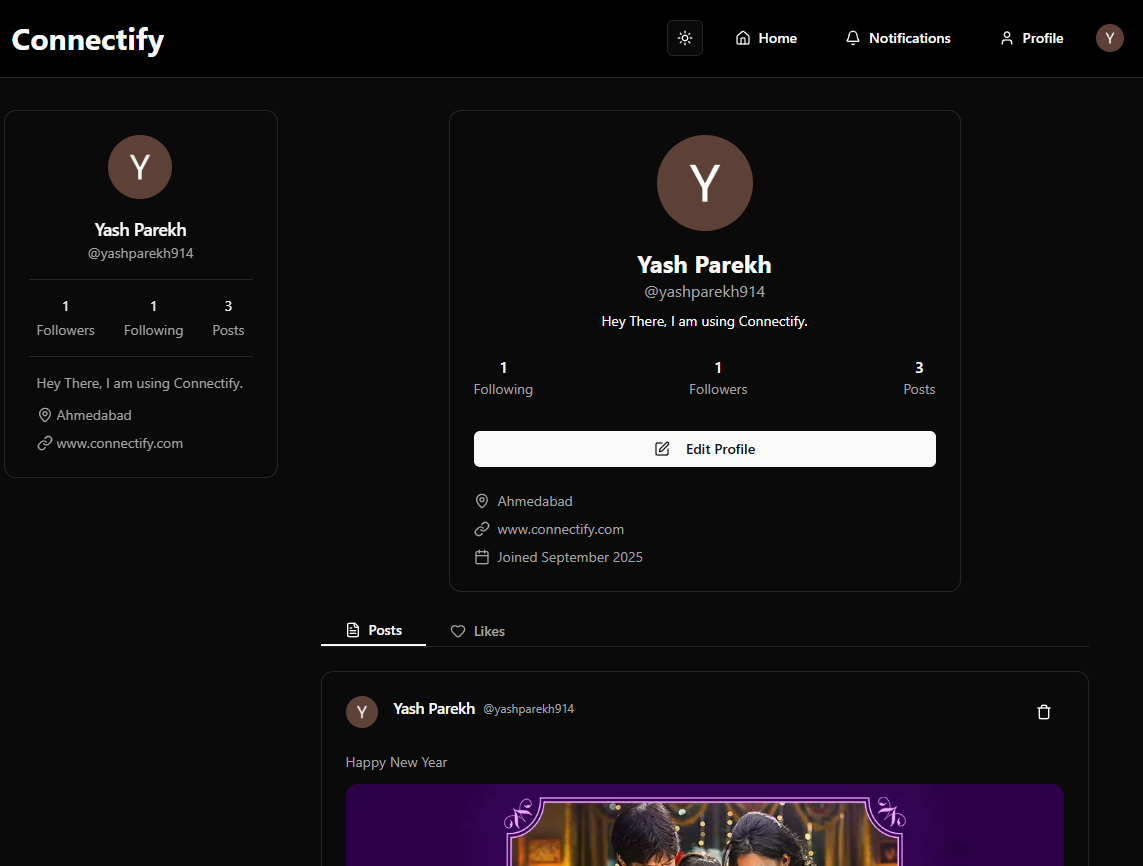 Connectify
Home
Notifications
Profile
Y
Y
Yash Parekh
@yashparekh914
1 1 3
Followers Following Posts
Hey There, I am using Connectify.
Ahmedabad
www.connectify.com
Y
Yash Parekh
@yashparekh914
Hey There, I am using Connectify.
1 1 3
Following Followers Posts
Edit Profile
Ahmedabad
www.connectify.com
Joined September 2025
Posts Likes
Y
Yash Parekh @yashparekh914
Happy New Year